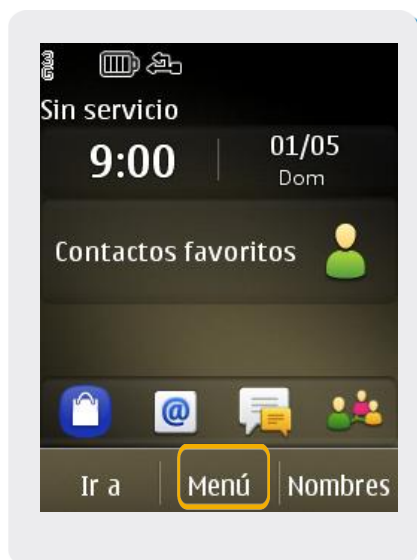 Sin servicio
9:00
01/05
Dom
Contactos favoritos
@
Ir a
Menú
Nombres